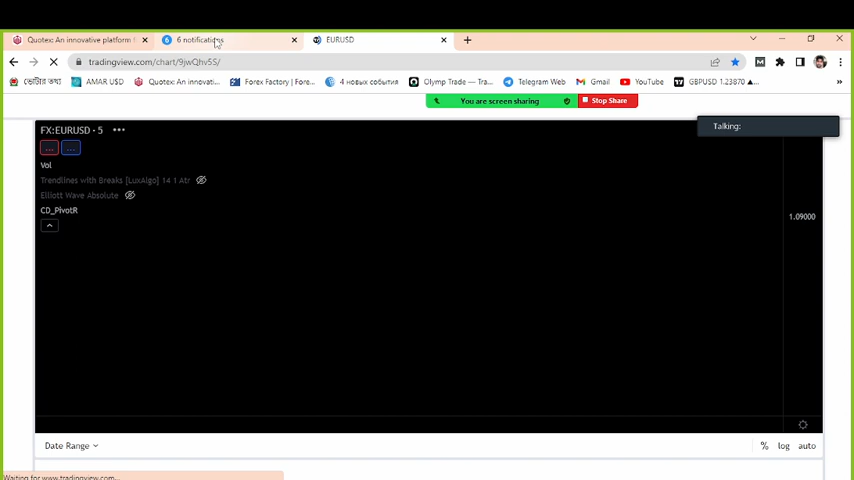 Quotex: An innovative platform f
6 6 notifications
EURUSD
tradingview.com/chart/9jwQhv5S/
ভোটার তথ্য
AMAR U$D
Quotex: An innovati...
Forex Factory | Fore...
4 новых события
Olymp Trade — Tra...
Telegram Web
Gmail
YouTube
GBPUSD 1.23870 ▲...
»
You are screen sharing
Stop Share
Talking:
FX:EURUSD · 5 •••
... ...
Vol
Trendlines with Breaks [LuxAlgo] 14 1 Atr
Elliott Wave Absolute
CD_PivotR
1.09000
Date Range
% log auto
Waiting for www.tradingview.com...